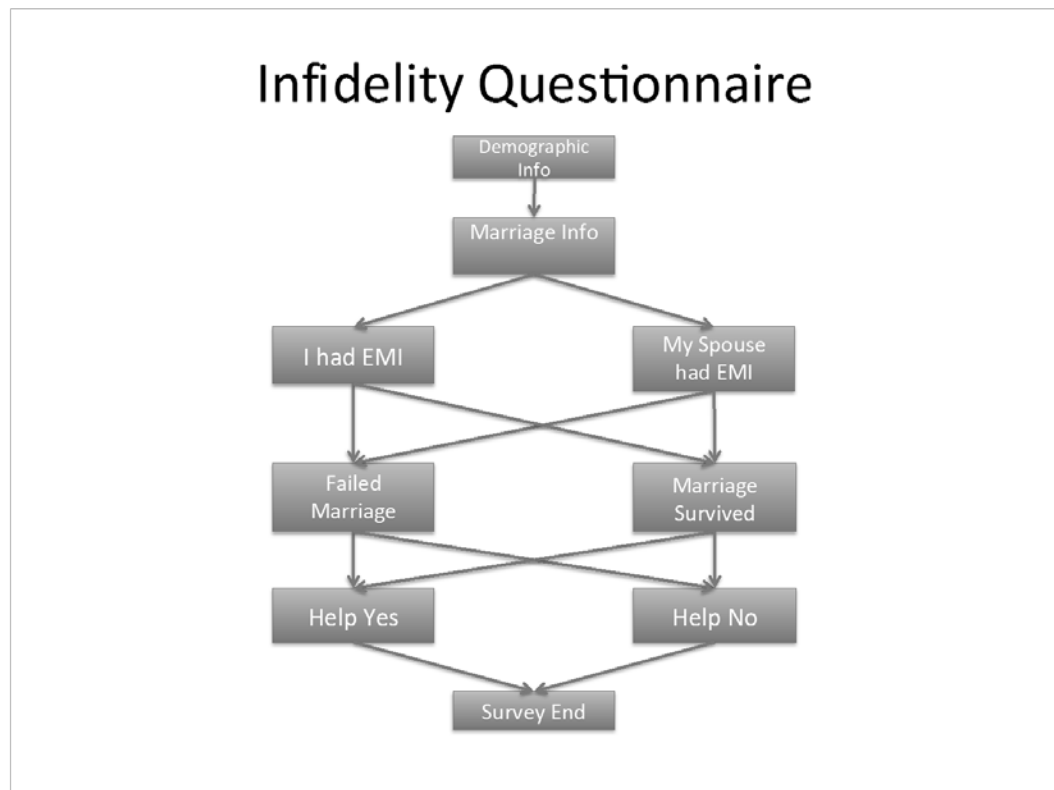 Infidelity Questionnaire
Demographic
Info
Marriage Info
I had EMI
My Spouse
had EMI
Failed
Marriage
Marriage
Survived
Help Yes
Help No
Survey End